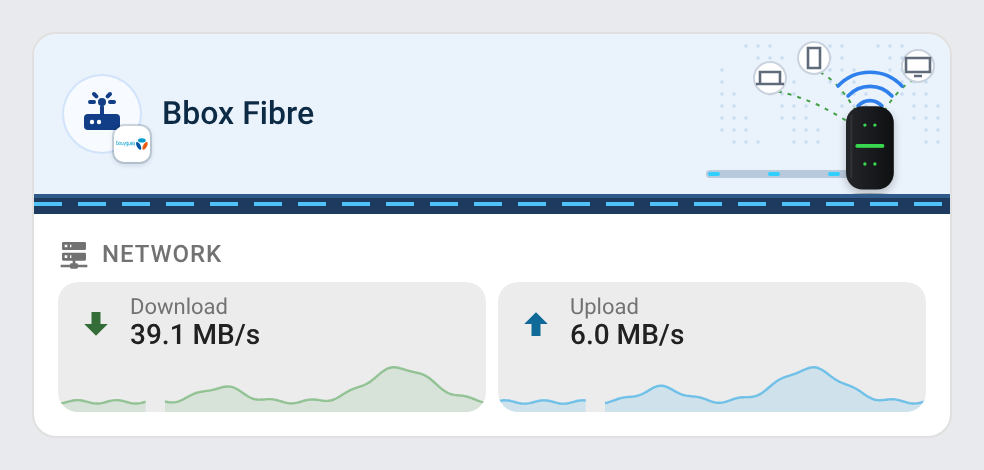 Bbox Fibre
NETWORK
Download
39.1 MB/s
Upload
6.0 MB/s